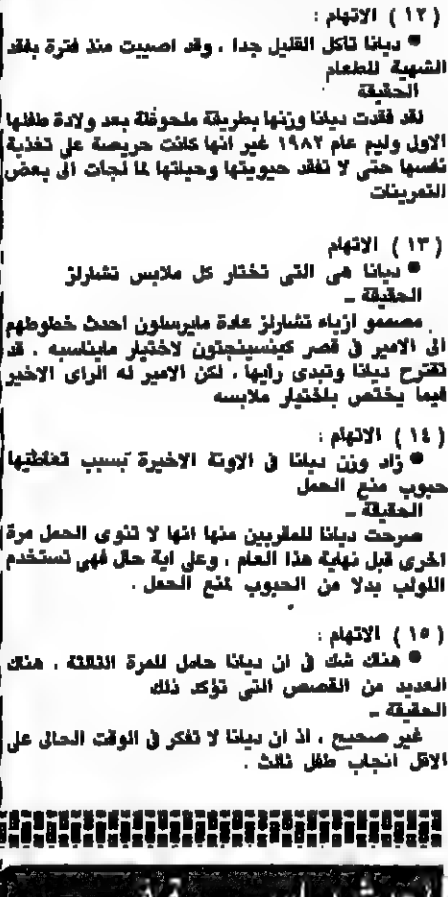 ( ١٢ ) الاتهام :
● ديانا تاكل القليل جدا ، وقد اصيبت منذ فترة بفقد
الشهية للطعام
الحقيقة
لقد فقدت ديانا وزنها بطريقة ملحوظة بعد ولادة طفلها
الاول وليم عام ١٩٨٢ غير انها كانت حريصة على تغذية
نفسها حتى لا تفقد حيويتها وحياتها لما لجات الى بعض
التمرينات
( ١٣ ) الاتهام
● ديانا هى التى تختار كل ملابس تشارلز
الحقيقة ــ
مصممو ازياء تشارلز عادة مايرسلون احدث خطوطهم
الى الامير فى قصر كينسينجتون لاختيار مايناسبه . قد
تقترح ديانا وتبدى رأيها ، لكن الامير له الراى الاخير
فيما يختص باختيار ملابسه
( ١٤ ) الاتهام :
● زاد وزن ديانا فى الاونة الاخيرة بسبب تعاطيها
حبوب منع الحمل
الحقيقة ــ
صرحت ديانا للمقربين منها انها لا تنوى الحمل مرة
اخرى قبل نهاية هذا العام ، وعلى اية حال فهى تستخدم
اللولب بدلا من الحبوب لمنع الحمل .
( ١٥ ) الاتهام :
● هناك شك فى ان ديانا حامل للمرة الثالثة . هناك
العديد من القصص التى تؤكد ذلك
الحقيقة ــ
غير صحيح ، اذ ان ديانا لا تفكر فى الوقت الحالى على
الاقل انجاب طفل ثالث .